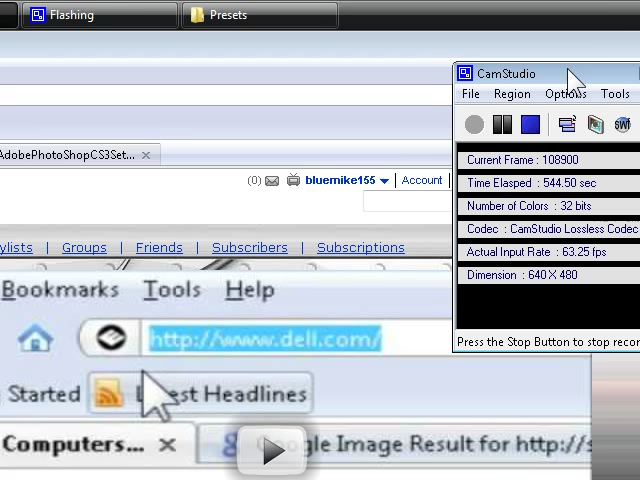 Flashing
Presets
CamStudio
File Region Options Tools
Current Frame : 108900
Time Elasped : 544.50 sec
Number of Colors : 32 bits
Codec : CamStudio Lossless Codec
Actual Input Rate : 63.25 fps
Dimension : 640 X 480
Press the Stop Button to stop recor
AdobePhotoShopCS3Set...
(0) bluemike155 Account
ylists | Groups | Friends | Subscribers | Subscriptions
Bookmarks Tools Help
http://www.dell.com/
Started Latest Headlines
Computers... Google Image Result for http://s